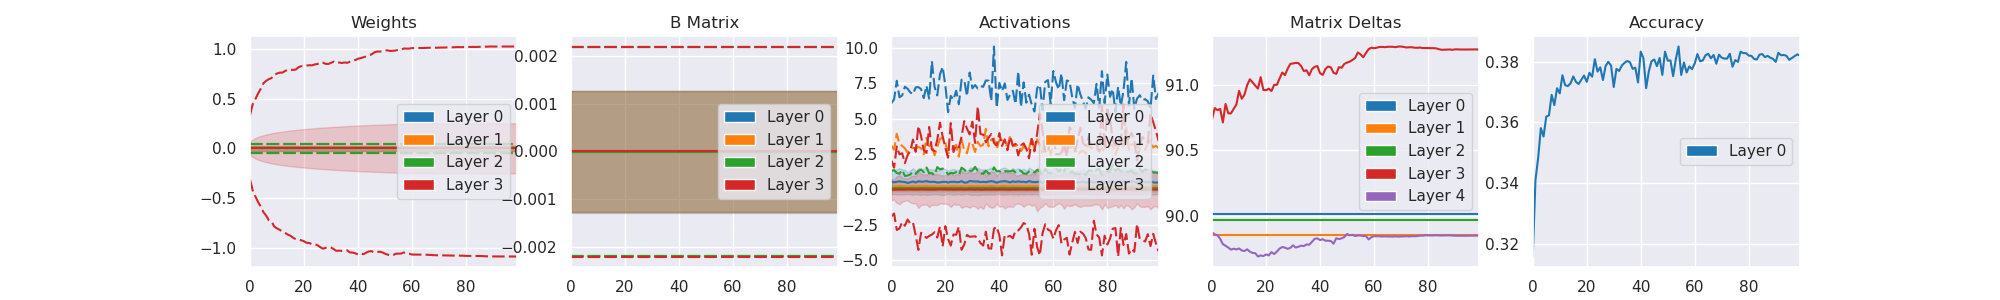 Weights
1.0
0.5
0.0
−0.5
−1.0
0
20
40
60
80
Layer 0
Layer 1
Layer 2
Layer 3
B Matrix
0.002
0.001
0.000
−0.001
−0.002
0
20
40
60
80
Layer 0
Layer 1
Layer 2
Layer 3
Activations
10.0
7.5
5.0
2.5
0.0
−2.5
−5.0
0
20
40
60
80
Layer 0
Layer 1
Layer 2
Layer 3
Matrix Deltas
91.0
90.5
90.0
0
20
40
60
80
Layer 0
Layer 1
Layer 2
Layer 3
Layer 4
Accuracy
0.38
0.36
0.34
0.32
0
20
40
60
80
Layer 0